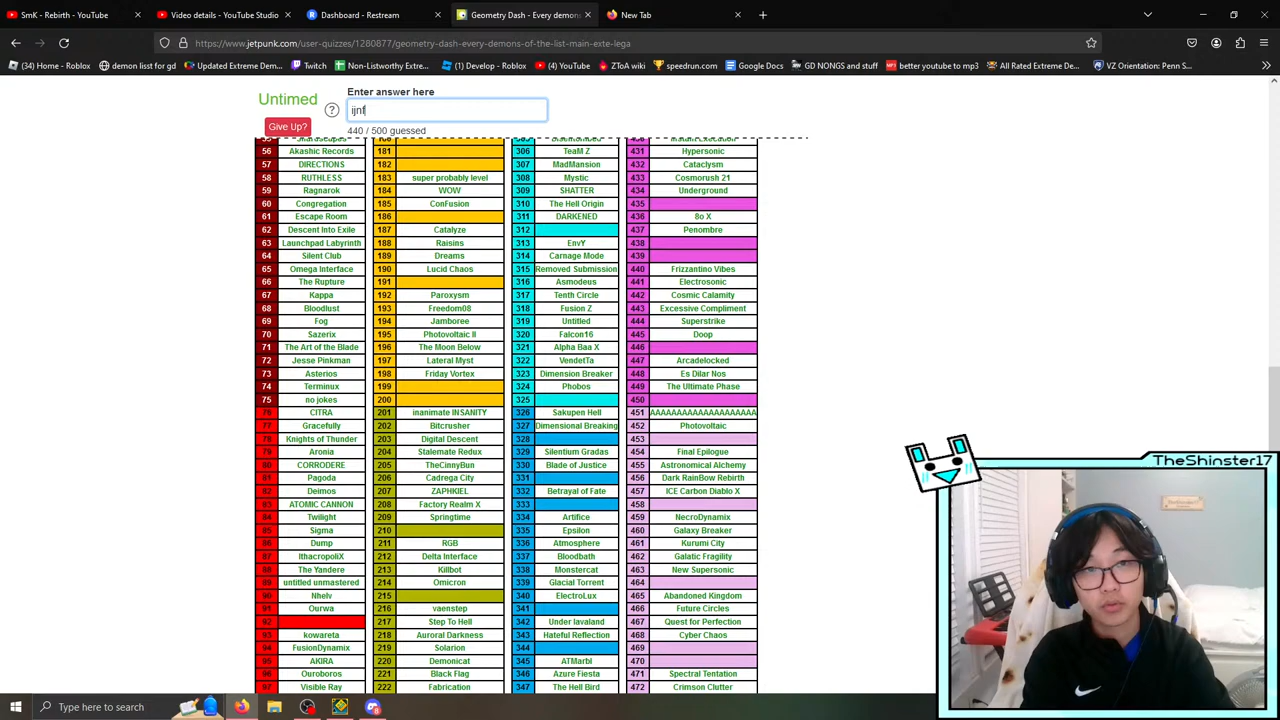 SmK - Rebirth - YouTube
Video details - YouTube Studio
Dashboard - Restream
Geometry Dash - Every demons
New Tab
https://www.jetpunk.com/user-quizzes/1280877/geometry-dash-every-demons-of-the-list-main-exte-lega
(34) Home - Roblox
demon listt for gd
Updated Extreme Dem...
Twitch
Non-Listworthy Extre...
(1) Develop - Roblox
(4) YouTube
ZToA wiki
speedrun.com
Google Docs
GD NONGS and stuff
better youtube to mp3
All Rated Extreme De...
VZ Orientation: Penn S...
Untimed
Enter answer here
ijnf
Give Up?
440 / 500 guessed
56 Akashic Records 181 306 TeaM Z 431 Hypersonic
57 DIRECTIONS 182 307 MadMansion 432 Cataclysm
58 RUTHLESS 183 super probably level 308 Mystic 433 Cosmorush 21
59 Ragnarok 184 WOW 309 SHATTER 434 Underground
60 Congregation 185 ConFusion 310 The Hell Origin 435
61 Escape Room 186 311 DARKENED 436 8o X
62 Descent Into Exile 187 Catalyze 312 437 Penombre
63 Launchpad Labyrinth 188 Raisins 313 EnvY 438
64 Silent Club 189 Dreams 314 Carnage Mode 439
65 Omega Interface 190 Lucid Chaos 315 Removed Submission 440 Frizzantino Vibes
66 The Rupture 191 316 Asmodeus 441 Electrosonic
67 Kappa 192 Paroxysm 317 Tenth Circle 442 Cosmic Calamity
68 Bloodlust 193 Freedom08 318 Fusion Z 443 Excessive Compliment
69 Fog 194 Jamboree 319 Untitled 444 Superstrike
70 Sazerix 195 Photovoltaic II 320 Falcon16 445 Doop
71 The Art of the Blade 196 The Moon Below 321 Alpha Baa X 446
72 Jesse Pinkman 197 Lateral Myst 322 VendetTa 447 Arcadelocked
73 Asterios 198 Friday Vortex 323 Dimension Breaker 448 Es Dilar Nos
74 Terminux 199 324 Phobos 449 The Ultimate Phase
75 no jokes 200 325 450
76 CITRA 201 inanimate INSANITY 326 Sakupen Hell 451 AAAAAAAAAAAAAAAAAAAA
77 Gracefully 202 Bitcrusher 327 Dimensional Breaking 452 Photovoltaic
78 Knights of Thunder 203 Digital Descent 328 453
79 Aronia 204 Stalemate Redux 329 Silentium Gradas 454 Final Epilogue
80 CORRODERE 205 TheCinnyBun 330 Blade of Justice 455 Astronomical Alchemy
81 Pagoda 206 Cadrega City 331 456 Dark RainBow Rebirth
82 Deimos 207 ZAPHKIEL 332 Betrayal of Fate 457 ICE Carbon Diablo X
83 ATOMIC CANNON 208 Factory Realm X 333 458
84 Twilight 209 Springtime 334 Artifice 459 NecroDynamix
85 Sigma 210 335 Epsilon 460 Galaxy Breaker
86 Dump 211 RGB 336 Atmosphere 461 Kurumi City
87 IthacropoliX 212 Delta Interface 337 Bloodbath 462 Galatic Fragility
88 The Yandere 213 Killbot 338 Monstercat 463 New Supersonic
89 untitled unmastered 214 Omicron 339 Glacial Torrent 464
90 Nhelv 215 340 ElectroLux 465 Abandoned Kingdom
91 Ourwa 216 vaenstep 341 466 Future Circles
92 217 Step To Hell 342 Under lavaland 467 Quest for Perfection
93 kowareta 218 Auroral Darkness 343 Hateful Reflection 468 Cyber Chaos
94 FusionDynamix 219 Solarion 344 469
95 AKIRA 220 Demonicat 345 ATMarbl 470
96 Ouroboros 221 Black Flag 346 Azure Fiesta 471 Spectral Tentation
97 Visible Ray 222 Fabrication 347 The Hell Bird 472 Crimson Clutter
TheShinster17
Type here to search